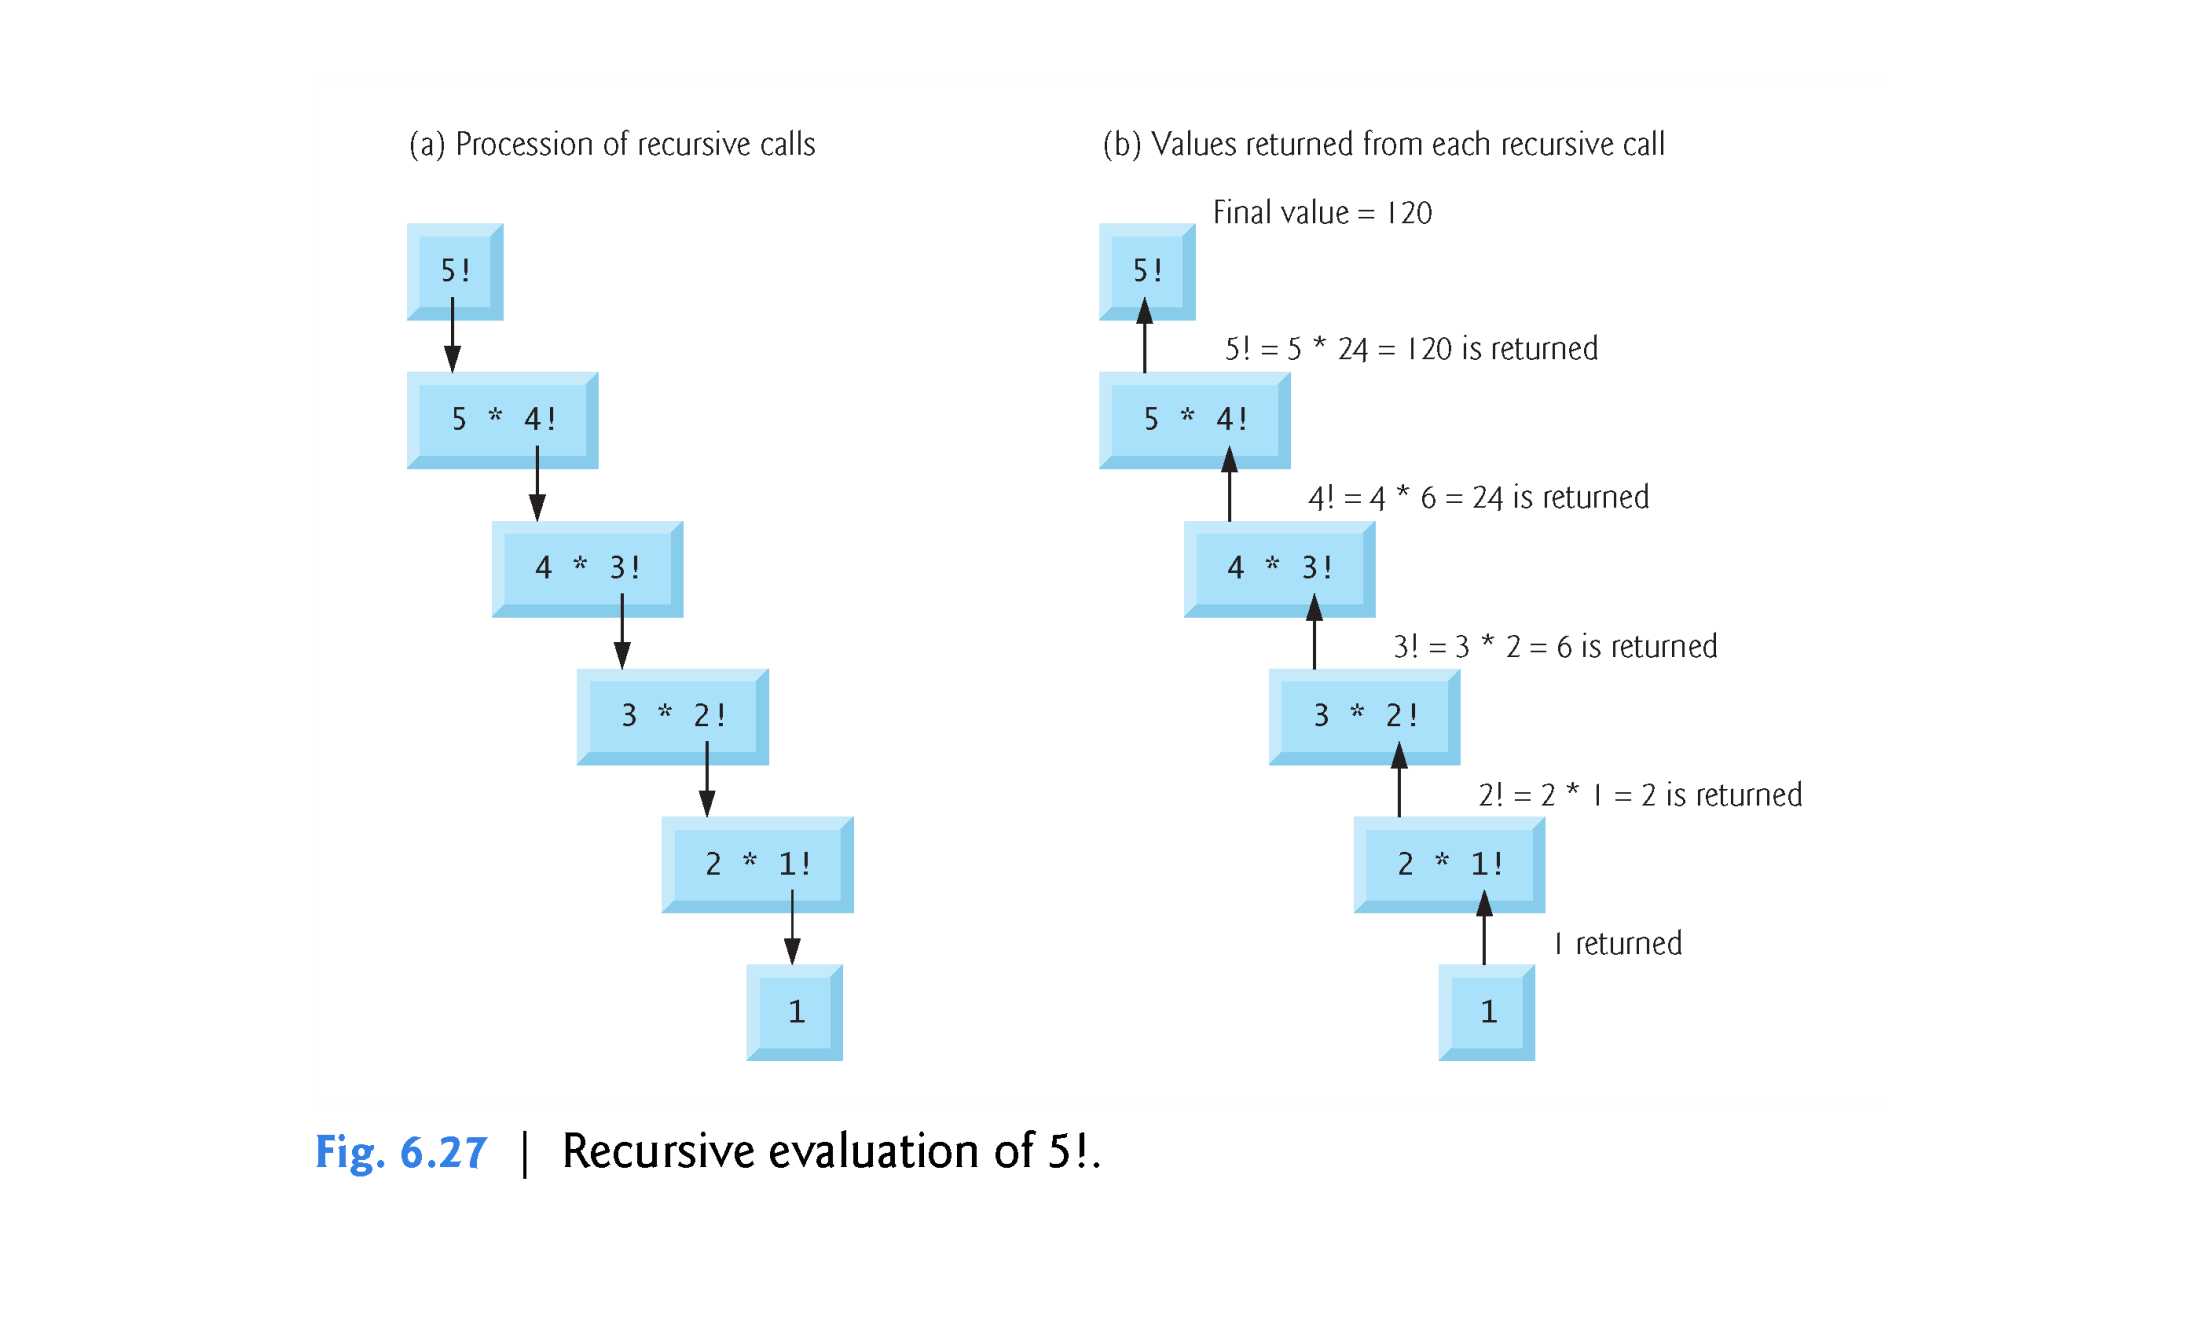 (a) Procession of recursive calls
5!
5 * 4!
4 * 3!
3 * 2!
2 * 1!
1
(b) Values returned from each recursive call
Final value = 120
5!
5! = 5 * 24 = 120 is returned
5 * 4!
4! = 4 * 6 = 24 is returned
4 * 3!
3! = 3 * 2 = 6 is returned
3 * 2!
2! = 2 * 1 = 2 is returned
2 * 1!
1 returned
1
Fig. 6.27 | Recursive evaluation of 5!.